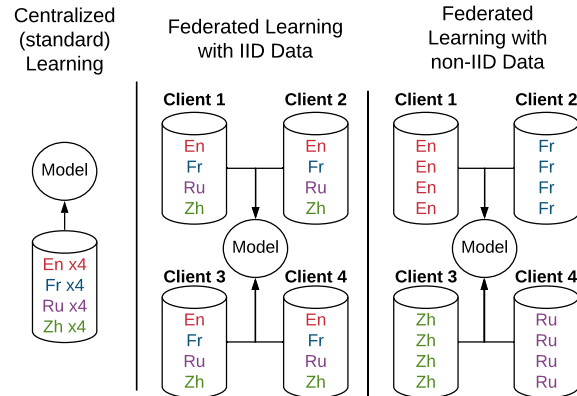 Centralized
(standard)
Learning
Model
En x4
Fr x4
Ru x4
Zh x4
Federated Learning
with IID Data
Client 1
En
Fr
Ru
Zh
Client 2
En
Fr
Ru
Zh
Model
Client 3
En
Fr
Ru
Zh
Client 4
En
Fr
Ru
Zh
Federated
Learning with
non-IID Data
Client 1
En
En
En
En
Client 2
Fr
Fr
Fr
Fr
Model
Client 3
Zh
Zh
Zh
Zh
Client 4
Ru
Ru
Ru
Ru